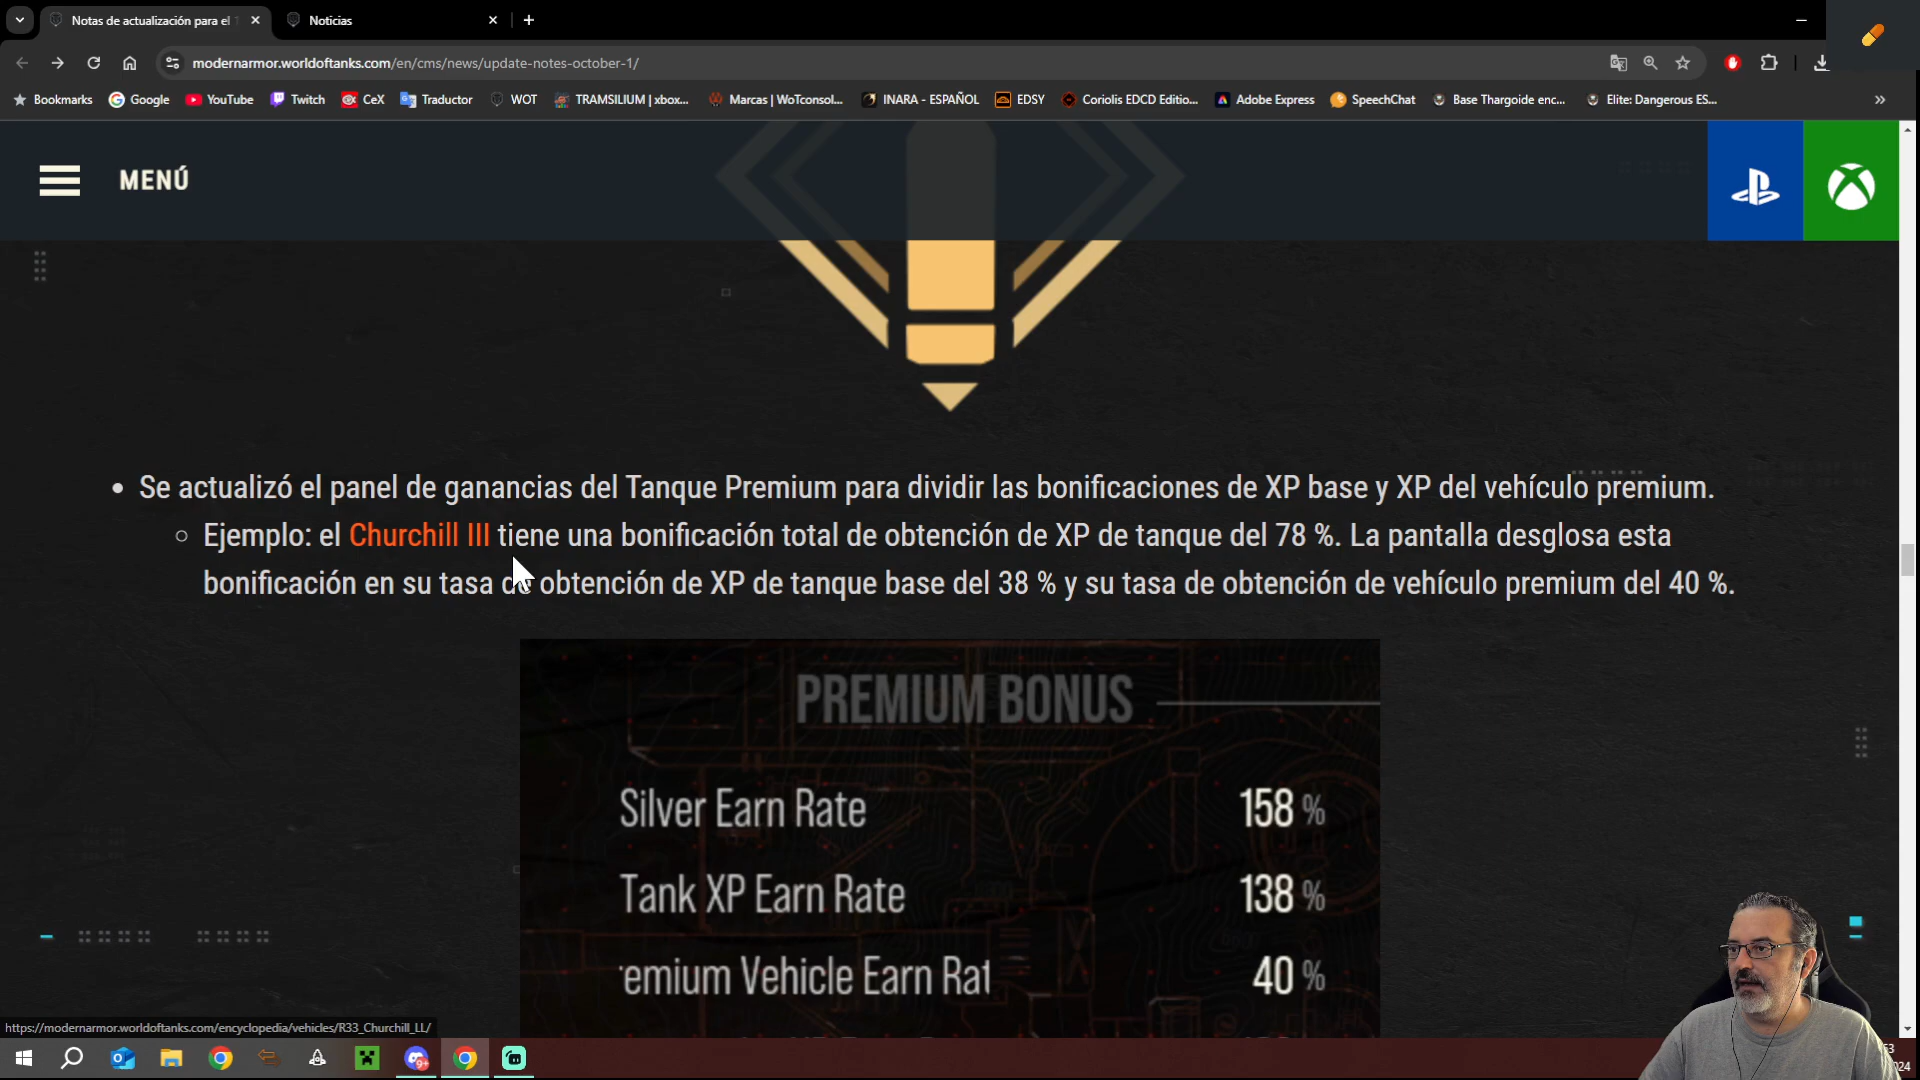 Notas de actualización para el
Noticias
modernarmor.worldoftanks.com/en/cms/news/update-notes-october-1/
Bookmarks
Google
YouTube
Twitch
CeX
Traductor
WOT
TRAMSILIUM | xbox...
Marcas | WoTconsol...
INARA - ESPAÑOL
EDSY
Coriolis EDCD Editio...
Adobe Express
SpeechChat
Base Thargoide enc...
Elite: Dangerous ES...
MENÚ
Se actualizó el panel de ganancias del Tanque Premium para dividir las bonificaciones de XP base y XP del vehículo premium.
Ejemplo: el Churchill III tiene una bonificación total de obtención de XP de tanque del 78 %. La pantalla desglosa esta
bonificación en su tasa de obtención de XP de tanque base del 38 % y su tasa de obtención de vehículo premium del 40 %.
PREMIUM BONUS
Silver Earn Rate 158 %
Tank XP Earn Rate 138 %
emium Vehicle Earn Rat 40 %
https://modernarmor.worldoftanks.com/encyclopedia/vehicles/R33_Churchill_LL/